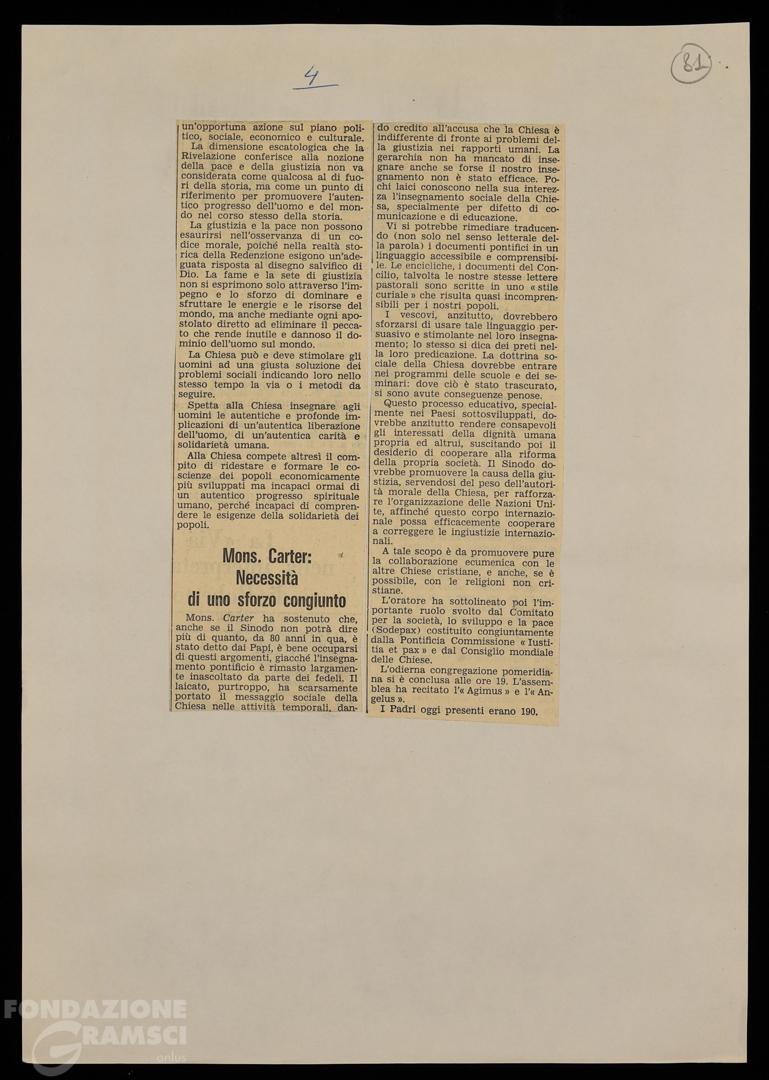 4
81
un'opportuna azione sul piano poli-
tico, sociale, economico e culturale.
La dimensione escatologica che la
Rivelazione conferisce alla nozione
della pace e della giustizia non va
considerata come qualcosa al di fuo-
ri della storia, ma come un punto di
riferimento per promuovere l'auten-
tico progresso dell'uomo e del mon-
do nel corso stesso della storia.
La giustizia e la pace non possono
esaurirsi nell'osservanza di un co-
dice morale, poiché nella realtà sto-
rica della Redenzione esigono un'ade-
guata risposta al disegno salvifico di
Dio. La fame e la sete di giustizia
non si esprimono solo attraverso l'im-
pegno e lo sforzo di dominare e
sfruttare le energie e le risorse del
mondo, ma anche mediante ogni apo-
stolato diretto ad eliminare il pecca-
to che rende inutile e dannoso il do-
minio dell'uomo sul mondo.
La Chiesa può e deve stimolare gli
uomini ad una giusta soluzione dei
problemi sociali indicando loro nello
stesso tempo la via o i metodi da
seguire.
Spetta alla Chiesa insegnare agli
uomini le autentiche e profonde im-
plicazioni di un'autentica liberazione
dell'uomo, di un'autentica carità e
solidarietà umana.
Alla Chiesa compete altresì il com-
pito di ridestare e formare le co-
scienze dei popoli economicamente
più sviluppati ma incapaci ormai di
un autentico progresso spirituale
umano, perché incapaci di compren-
dere le esigenze della solidarietà dei
popoli.
Mons. Carter:
Necessità
di uno sforzo congiunto
Mons. Carter ha sostenuto che,
anche se il Sinodo non potrà dire
più di quanto, da 80 anni in qua, è
stato detto dai Papi, è bene occuparsi
di questi argomenti, giacché l'insegna-
mento pontificio è rimasto largamen-
te inascoltato da parte dei fedeli. Il
laicato, purtroppo, ha scarsamente
portato il messaggio sociale della
Chiesa nelle attività temporali, dan-
do credito all'accusa che la Chiesa è
indifferente di fronte ai problemi del-
la giustizia nei rapporti umani. La
gerarchia non ha mancato di inse-
gnare anche se forse il nostro inse-
gnamento non è stato efficace. Po-
chi laici conoscono nella sua interez-
za l'insegnamento sociale della Chie-
sa, specialmente per difetto di co-
municazione e di educazione.
Vi si potrebbe rimediare traducen-
do (non solo nel senso letterale del-
la parola) i documenti pontifici in un
linguaggio accessibile e comprensibi-
le. Le encicliche, i documenti del Con-
cilio, talvolta le nostre stesse lettere
pastorali sono scritte in uno « stile
curiale » che risulta quasi incompren-
sibili per i nostri popoli.
I vescovi, anzitutto, dovrebbero
sforzarsi di usare tale linguaggio per-
suasivo e stimolante nel loro insegna-
mento; lo stesso si dica dei preti nel-
la loro predicazione. La dottrina so-
ciale della Chiesa dovrebbe entrare
nei programmi delle scuole e dei se-
minari: dove ciò è stato trascurato,
si sono avute conseguenze penose.
Questo processo educativo, special-
mente nei Paesi sottosviluppati, do-
vrebbe anzitutto rendere consapevoli
gli interessati della dignità umana
propria ed altrui, suscitando poi il
desiderio di cooperare alla riforma
della propria società. Il Sinodo do-
vrebbe promuovere la causa della giu-
stizia, servendosi del peso dell'autori-
tà morale della Chiesa, per rafforza-
re l'organizzazione delle Nazioni Uni-
te, affinché questo corpo internazio-
nale possa efficacemente cooperare
a correggere le ingiustizie internazio-
nali.
A tale scopo è da promuovere pure
la collaborazione ecumenica con le
altre Chiese cristiane, e anche, se è
possibile, con le religioni non cri-
stiane.
L'oratore ha sottolineato poi l'im-
portante ruolo svolto dal Comitato
per la società, lo sviluppo e la pace
(Sodepax) costituito congiuntamente
dalla Pontificia Commissione « Iusti-
tia et pax » e dal Consiglio mondiale
delle Chiese.
L'odierna congregazione pomeridia-
na si è conclusa alle ore 19. L'assem-
blea ha recitato l'« Agimus » e l'« An-
gelus ».
I Padri oggi presenti erano 190.
FONDAZIONE
GRAMSCI
onlus